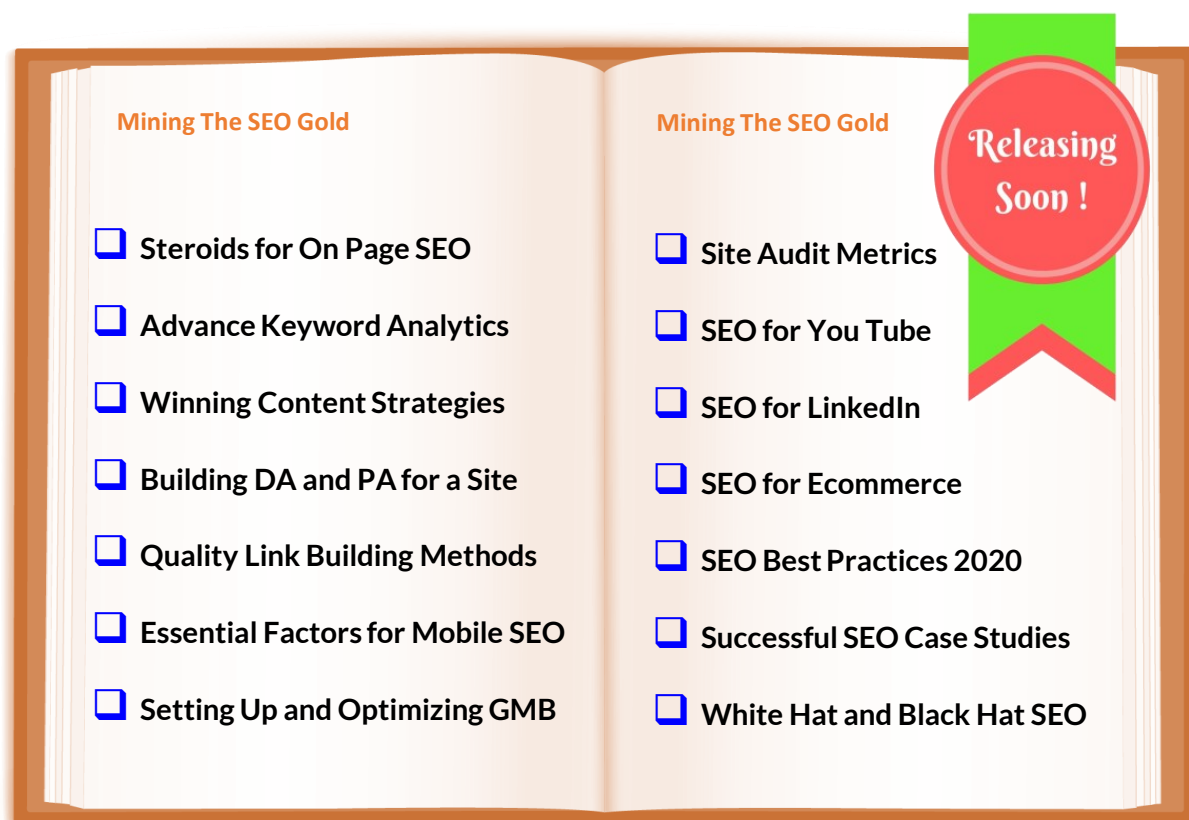 Mining The SEO Gold
Steroids for On Page SEO
Advance Keyword Analytics
Winning Content Strategies
Building DA and PA for a Site
Quality Link Building Methods
Essential Factors for Mobile SEO
Setting Up and Optimizing GMB
Mining The SEO Gold
Site Audit Metrics
SEO for You Tube
SEO for LinkedIn
SEO for Ecommerce
SEO Best Practices 2020
Successful SEO Case Studies
White Hat and Black Hat SEO
Releasing
Soon !